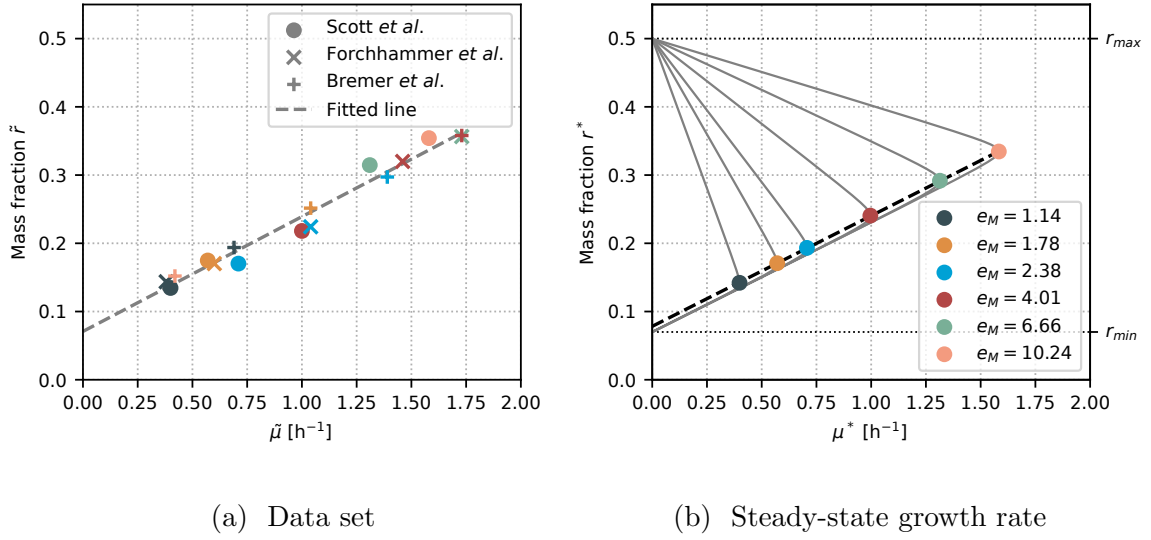 Scott et al.
Forchhammer et al.
Bremer et al.
Fitted line
Mass fraction r̃
0.5
0.4
0.3
0.2
0.1
0.0
0.00 0.25 0.50 0.75 1.00 1.25 1.50 1.75 2.00
μ̃ [h⁻¹]
(a) Data set
Mass fraction r*
0.5
0.4
0.3
0.2
0.1
0.0
r_max
r_min
e_M = 1.14
e_M = 1.78
e_M = 2.38
e_M = 4.01
e_M = 6.66
e_M = 10.24
0.00 0.25 0.50 0.75 1.00 1.25 1.50 1.75 2.00
μ* [h⁻¹]
(b) Steady-state growth rate